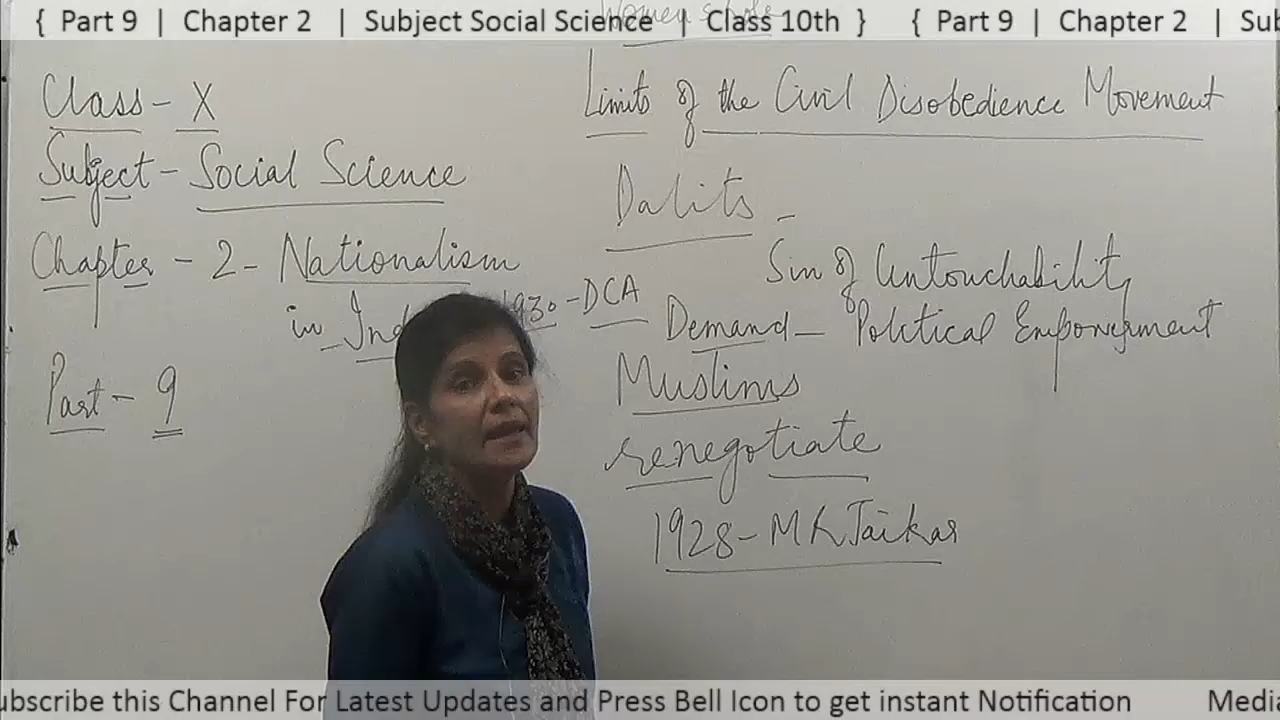 { Part 9 | Chapter 2 | Subject Social Science | Class 10th } { Part 9 | Chapter 2 | Sub
Class - X
Subject - Social Science
Chapter - 2 - Nationalism
in Ind
1930 - DCA
Part - 9
Limits of the Civil Disobedience Movement
Dalits -
Sin of Untouchability
Demand - Political Empowerment
Muslims
renegotiate
1928 - M R Jaikar
ubscribe this Channel For Latest Updates and Press Bell Icon to get instant Notification Media